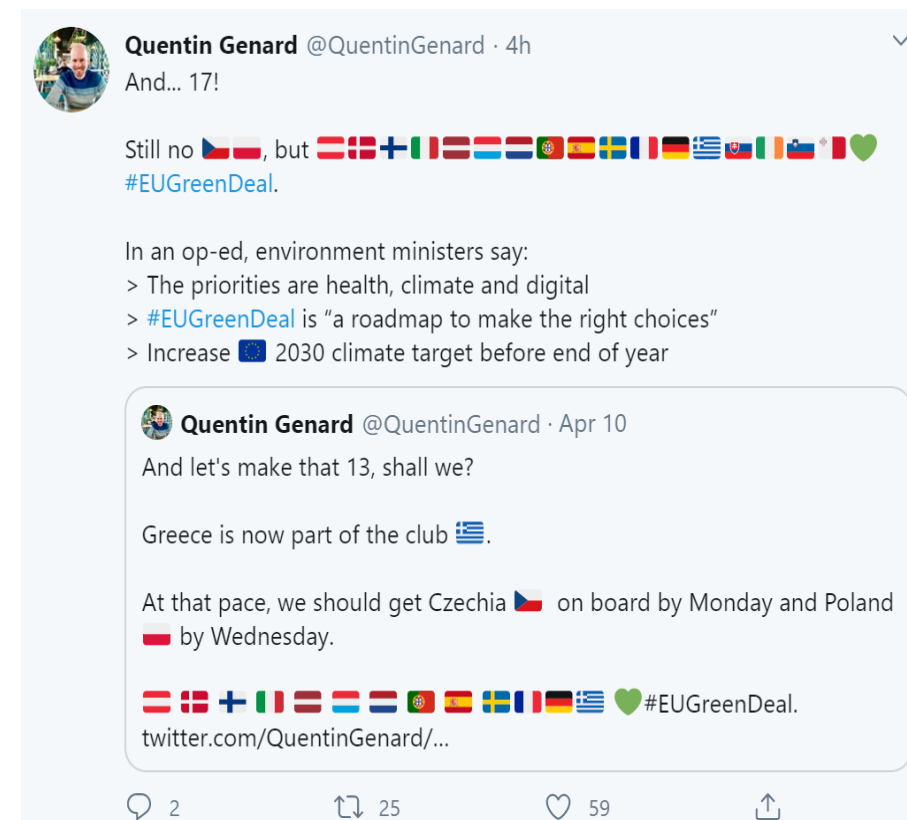 Quentin Genard @QuentinGenard · 4h
And... 17!
Still no 🇨🇿🇵🇱, but 🇦🇹🇩🇰🇫🇮🇮🇹🇱🇻🇱🇺🇳🇱🇵🇹🇪🇸🇸🇪🇫🇷🇩🇪🇬🇷🇸🇰🇮🇪🇸🇮🇲🇹💚
#EUGreenDeal.
In an op-ed, environment ministers say:
> The priorities are health, climate and digital
> #EUGreenDeal is “a roadmap to make the right choices”
> Increase 🇪🇺 2030 climate target before end of year
Quentin Genard @QuentinGenard · Apr 10
And let's make that 13, shall we?
Greece is now part of the club 🇬🇷.
At that pace, we should get Czechia 🇨🇿 on board by Monday and Poland
🇵🇱 by Wednesday.
🇦🇹 🇩🇰 🇫🇮 🇮🇹 🇱🇻 🇱🇺 🇳🇱 🇵🇹 🇪🇸 🇸🇪🇫🇷🇩🇪🇬🇷 💚#EUGreenDeal.
twitter.com/QuentinGenard/...
2 25 59